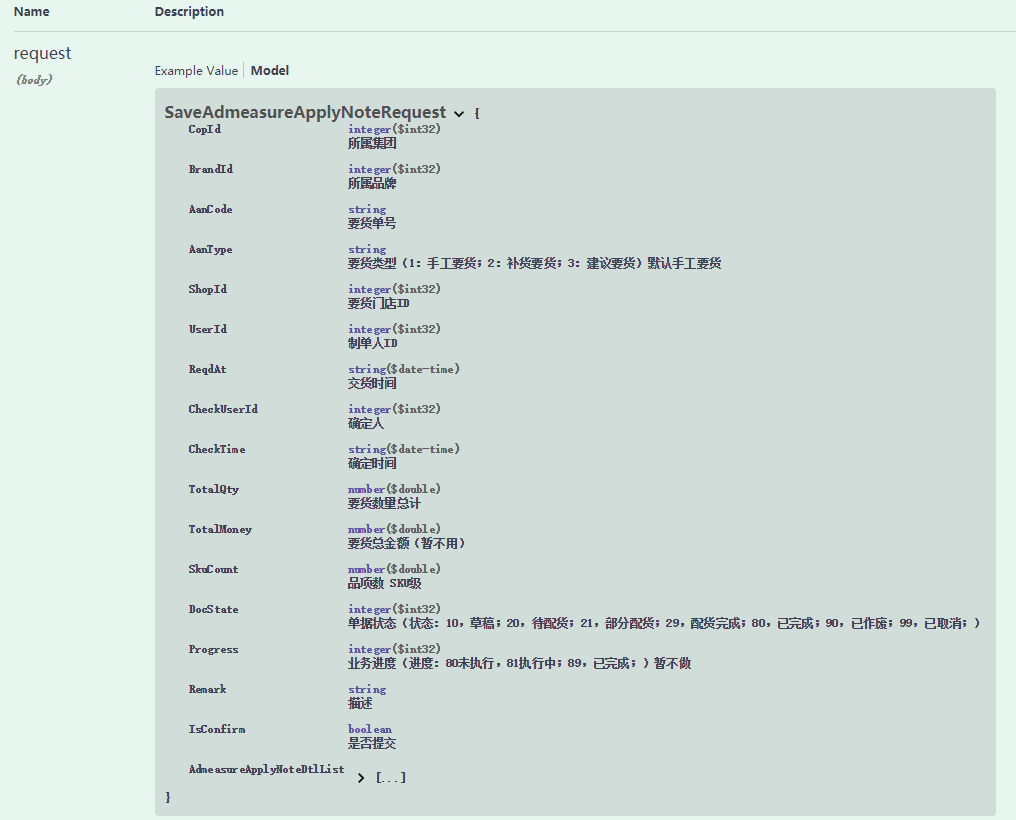 Name Description
request
(body)
Example Value Model
SaveAdmeasureApplyNoteRequest {
CopId integer($int32)
所属集团
BrandId integer($int32)
所属品牌
AanCode string
要货单号
AanType string
要货类型（1：手工要货；2：补货要货；3：建议要货）默认手工要货
ShopId integer($int32)
要货门店ID
UserId integer($int32)
制单人ID
ReqdAt string($date-time)
交货时间
CheckUserId integer($int32)
确定人
CheckTime string($date-time)
确定时间
TotalQty number($double)
要货数量总计
TotalMoney number($double)
要货总金额（暂不用）
SkuCount number($double)
品项数 SKU级
DocState integer($int32)
单据状态（状态：10，草稿；20，待配货；21，部分配货；29，配货完成；80，已完成；90，已作废；99，已取消；）
Progress integer($int32)
业务进度（进度：80未执行，81执行中；89，已完成；）暂不做
Remark string
描述
IsConfirm boolean
是否提交
AdmeasureApplyNoteDtlList [...]
}